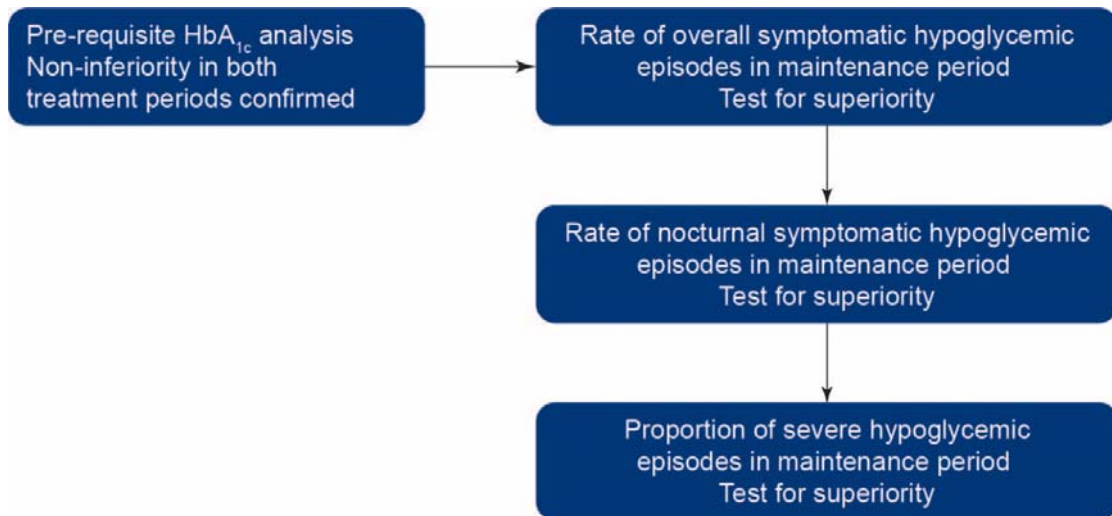 Pre-requisite HbA1c analysis
Non-inferiority in both
treatment periods confirmed
Rate of overall symptomatic hypoglycemic
episodes in maintenance period
Test for superiority
Rate of nocturnal symptomatic hypoglycemic
episodes in maintenance period
Test for superiority
Proportion of severe hypoglycemic
episodes in maintenance period
Test for superiority